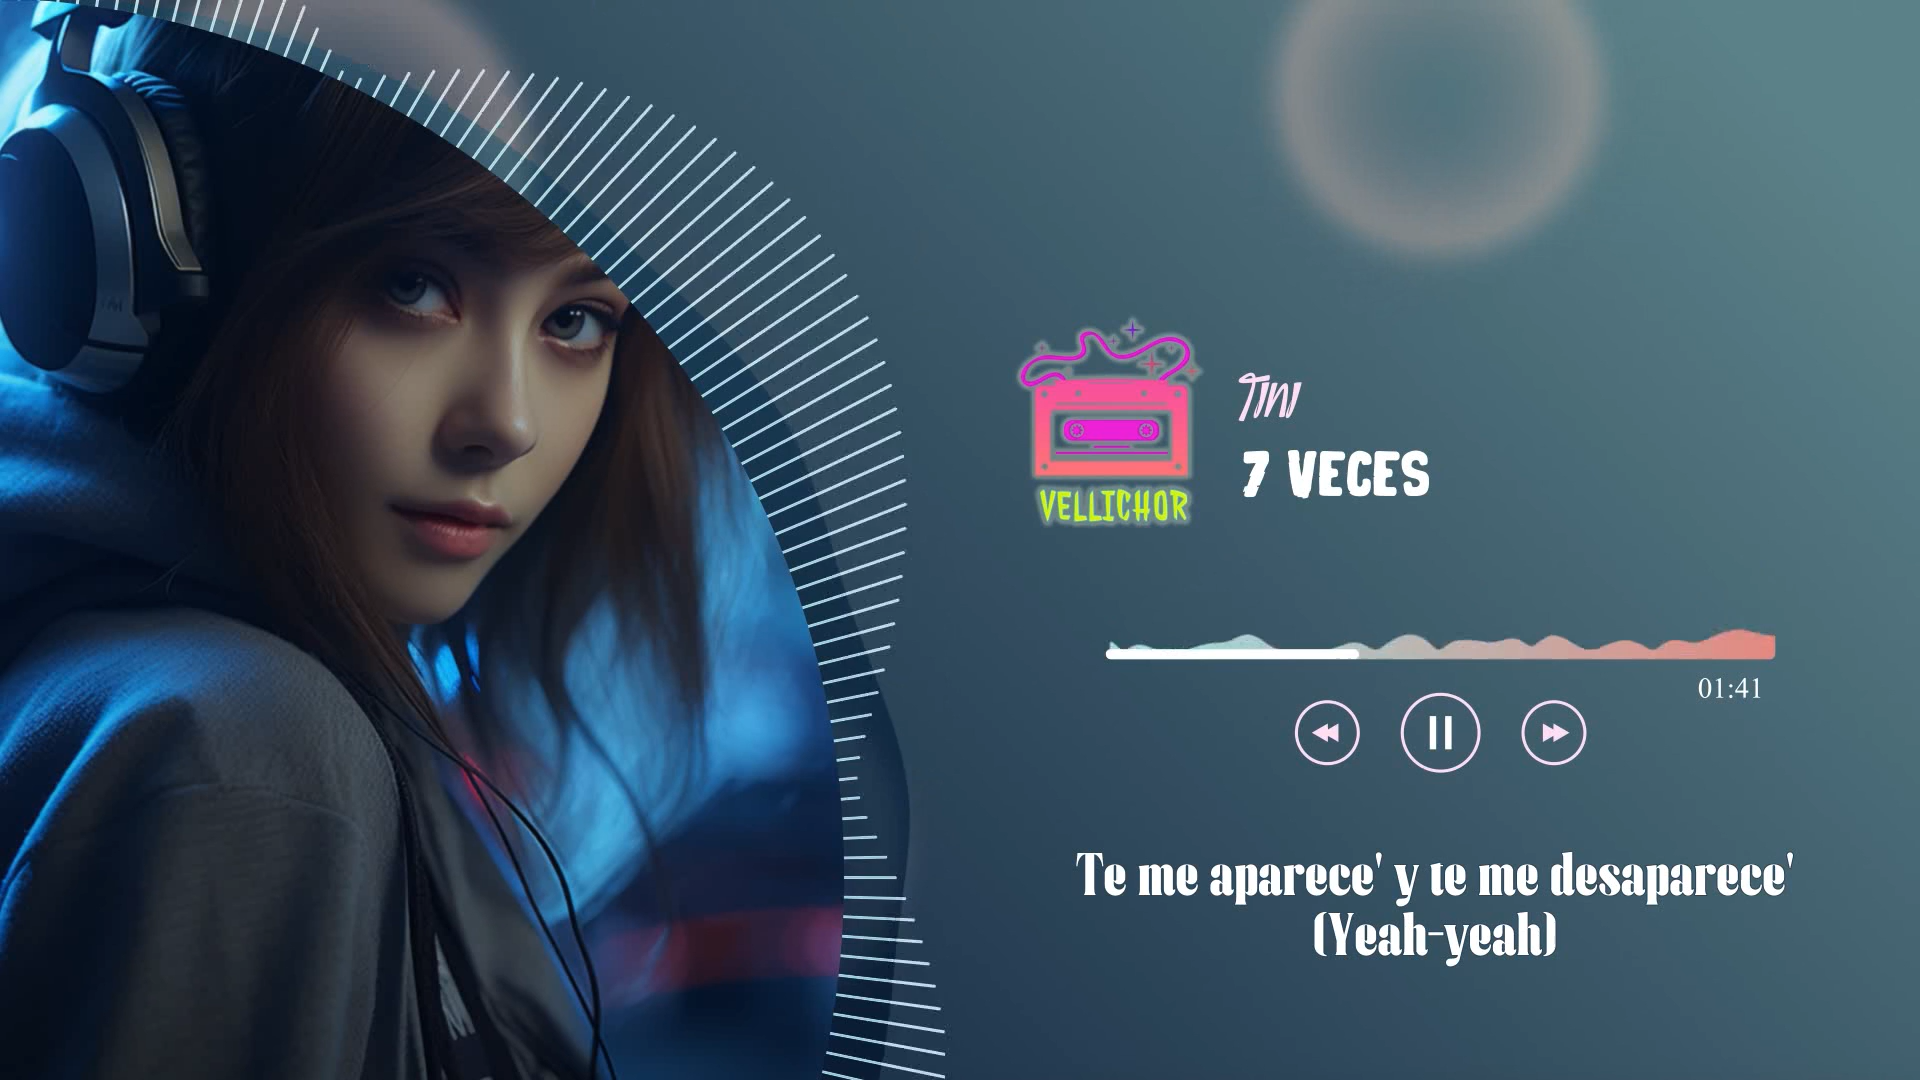 TINI
7 VECES
VELLICHOR
01:41
Te me aparece' y te me desaparece'
(Yeah-yeah)